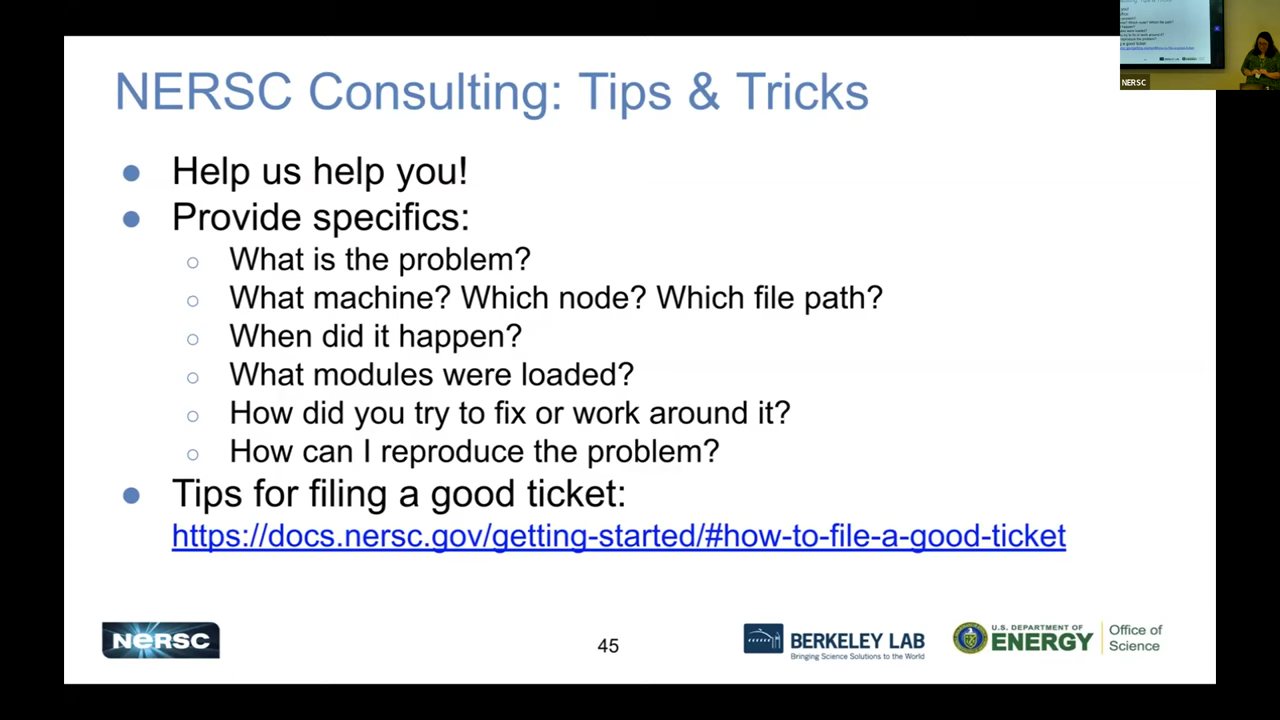 NERSC Consulting: Tips & Tricks
Help us help you!
Provide specifics:
What is the problem?
What machine? Which node? Which file path?
When did it happen?
What modules were loaded?
How did you try to fix or work around it?
How can I reproduce the problem?
Tips for filing a good ticket:
https://docs.nersc.gov/getting-started/#how-to-file-a-good-ticket
NERSC
45
BERKELEY LAB
Bringing Science Solutions to the World
U.S. DEPARTMENT OF
ENERGY
Office of
Science
NERSC